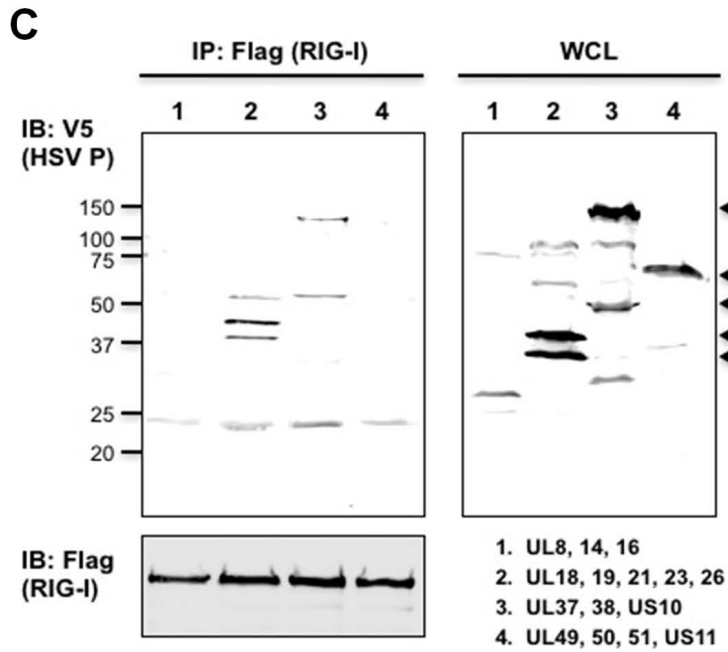 C
IP: Flag (RIG-I)
WCL
1 2 3 4
1 2 3 4
IB: V5
(HSV P)
150
100
75
50
37
25
20
IB: Flag
(RIG-I)
1. UL8, 14, 16
2. UL18, 19, 21, 23, 26
3. UL37, 38, US10
4. UL49, 50, 51, US11